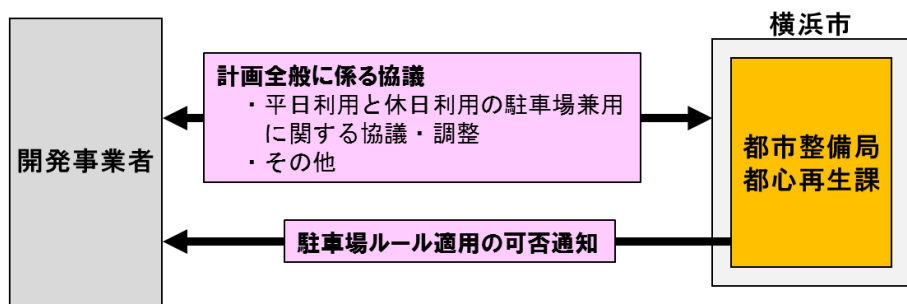 横浜市
計画全般に係る協議
・平日利用と休日利用の駐車場兼用
に関する協議・調整
・その他
開発事業者
都市整備局
都心再生課
駐車場ルール適用の可否通知